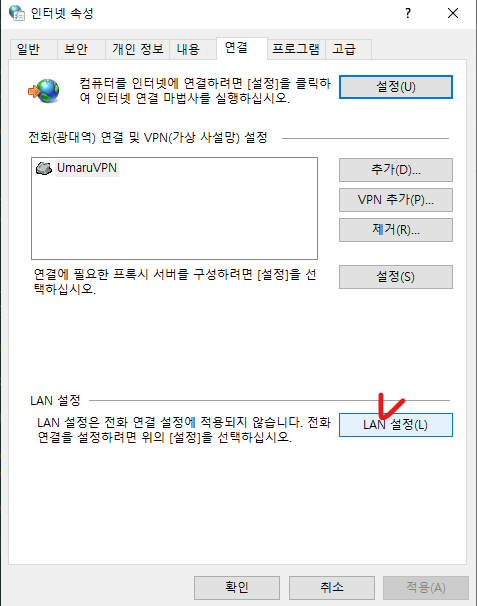 인터넷 속성
일반 보안 개인 정보 내용 연결 프로그램 고급
컴퓨터를 인터넷에 연결하려면 [설정]을 클릭하
여 인터넷 연결 마법사를 실행하십시오.
설정(U)
전화(광대역) 연결 및 VPN(가상 사설망) 설정
UmaruVPN
추가(D)...
VPN 추가(P)...
제거(R)...
연결에 필요한 프록시 서버를 구성하려면 [설정]을 선
택하십시오.
설정(S)
LAN 설정
LAN 설정은 전화 연결 설정에 적용되지 않습니다. 전화
연결을 설정하려면 위의 [설정]을 선택하십시오.
LAN 설정(L)
확인 취소 적용(A)